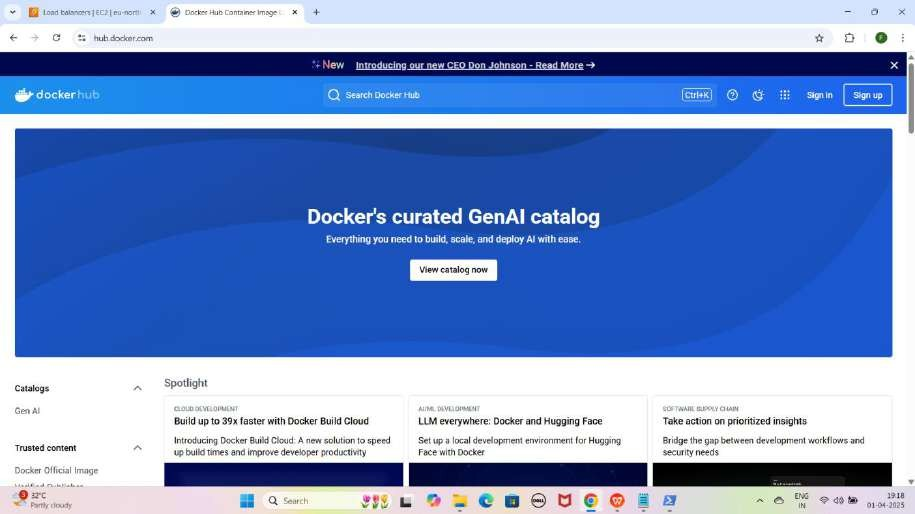 Load balancers | EC2 | eu-north
Docker Hub Container Image L
hub.docker.com
New Introducing our new CEO Don Johnson - Read More →
dockerhub
Search Docker Hub
Ctrl+K
Sign in
Sign up
Docker's curated GenAI catalog
Everything you need to build, scale, and deploy AI with ease.
View catalog now
Catalogs
Gen AI
Trusted content
Docker Official Image
Verified Publisher
Spotlight
CLOUD DEVELOPMENT
Build up to 39x faster with Docker Build Cloud
Introducing Docker Build Cloud: A new solution to speed
up build times and improve developer productivity
AI/ML DEVELOPMENT
LLM everywhere: Docker and Hugging Face
Set up a local development environment for Hugging
Face with Docker
SOFTWARE SUPPLY CHAIN
Take action on prioritized insights
Bridge the gap between development workflows and
security needs
3
32°C
Partly cloudy
Search
DELL
ENG
IN
19:18
01-04-2025